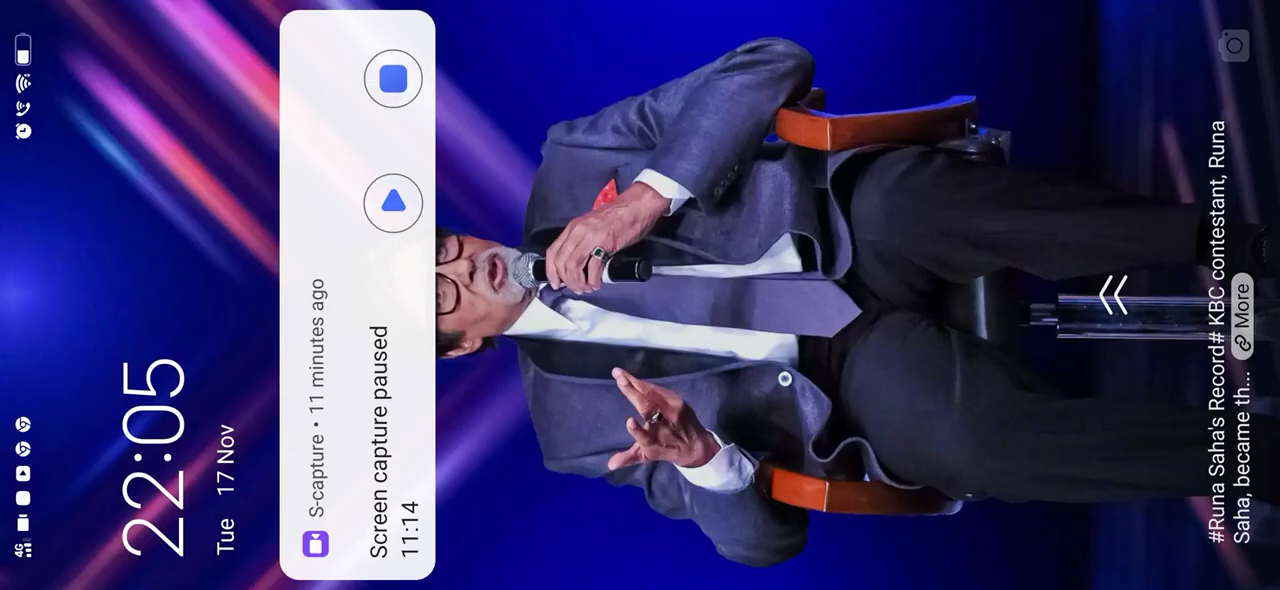 4G
22:05
Tue 17 Nov
S-capture • 11 minutes ago
Screen capture paused
11:14
#Runa Saha's Record# KBC contestant, Runa
Saha, became th... More